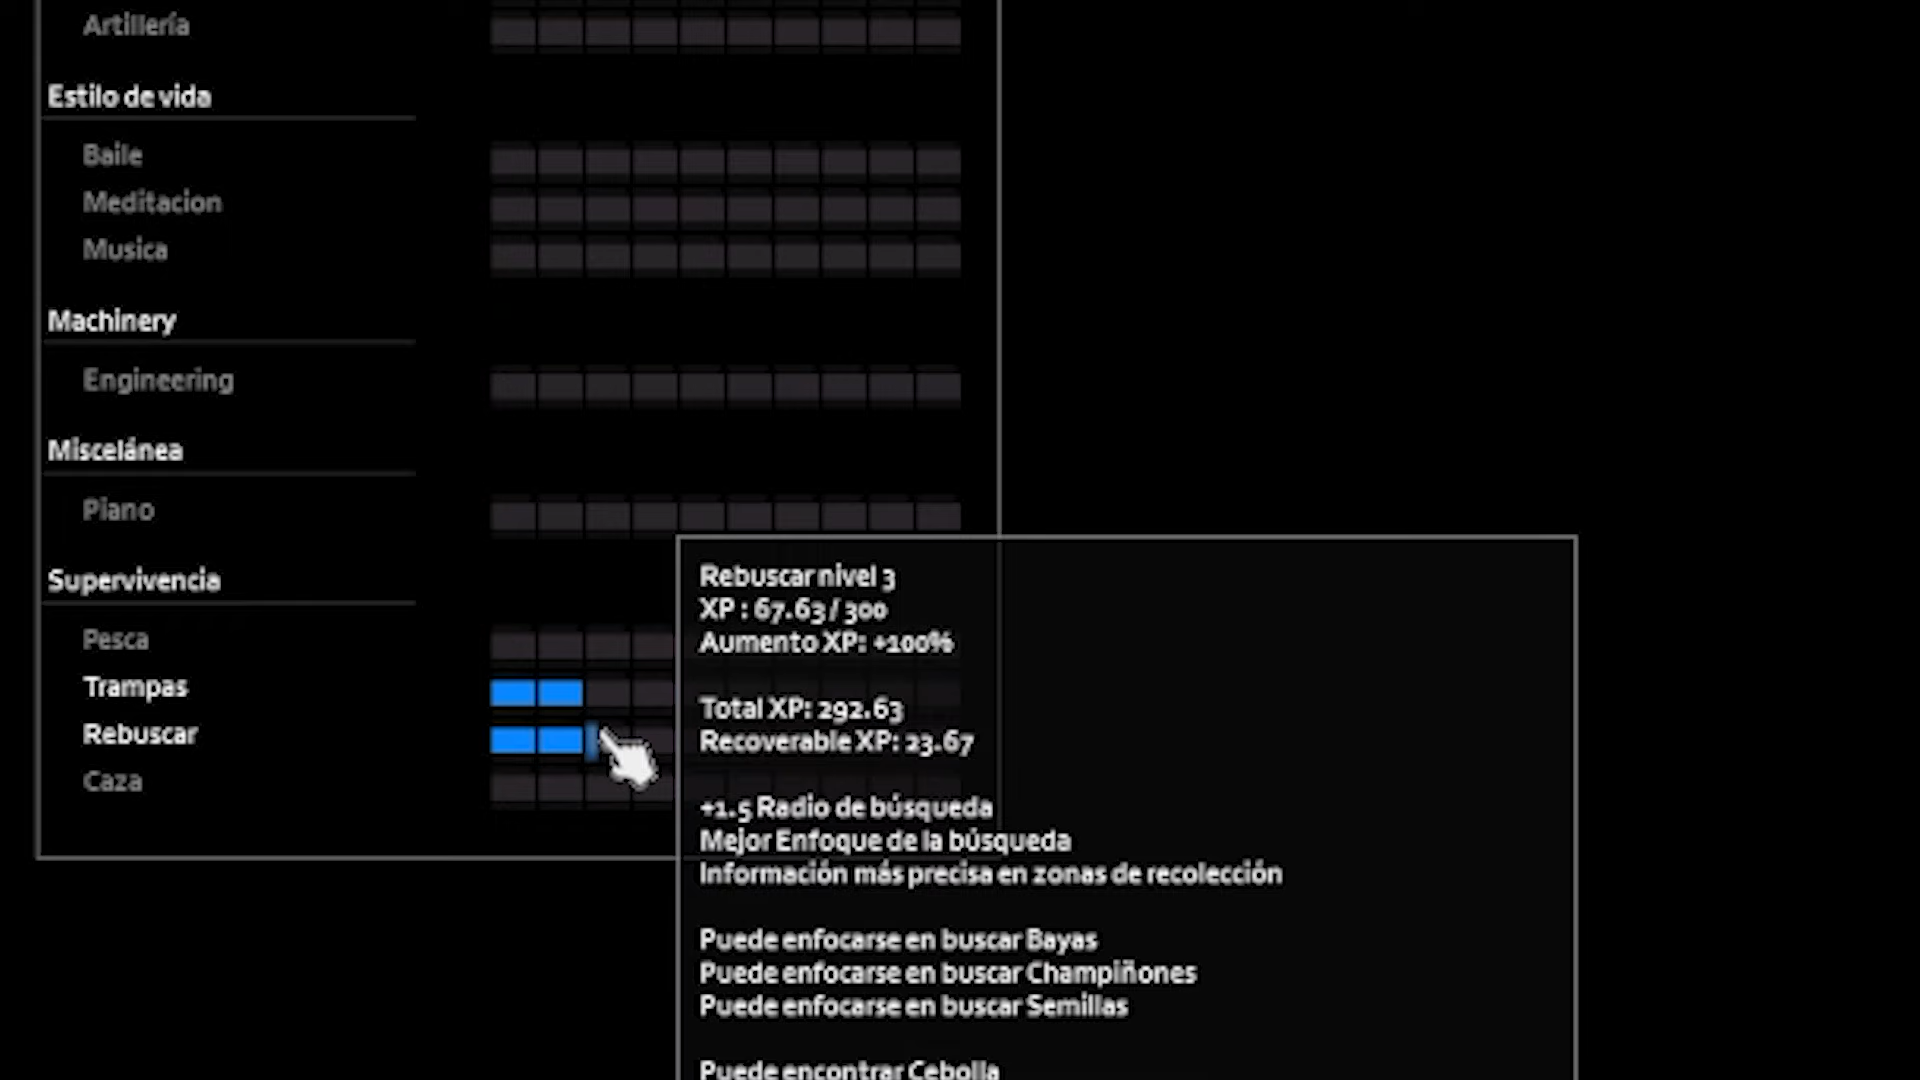 Artillería
Estilo de vida
Baile
Meditacion
Musica
Machinery
Engineering
Miscelánea
Piano
Supervivencia
Pesca
Trampas
Rebuscar
Caza
Rebuscar nivel 3
XP : 67.63 / 300
Aumento XP: +100%
Total XP: 292.63
Recoverable XP: 23.67
+1.5 Radio de búsqueda
Mejor Enfoque de la búsqueda
Información más precisa en zonas de recolección
Puede enfocarse en buscar Bayas
Puede enfocarse en buscar Champiñones
Puede enfocarse en buscar Semillas
Puede encontrar Cebolla